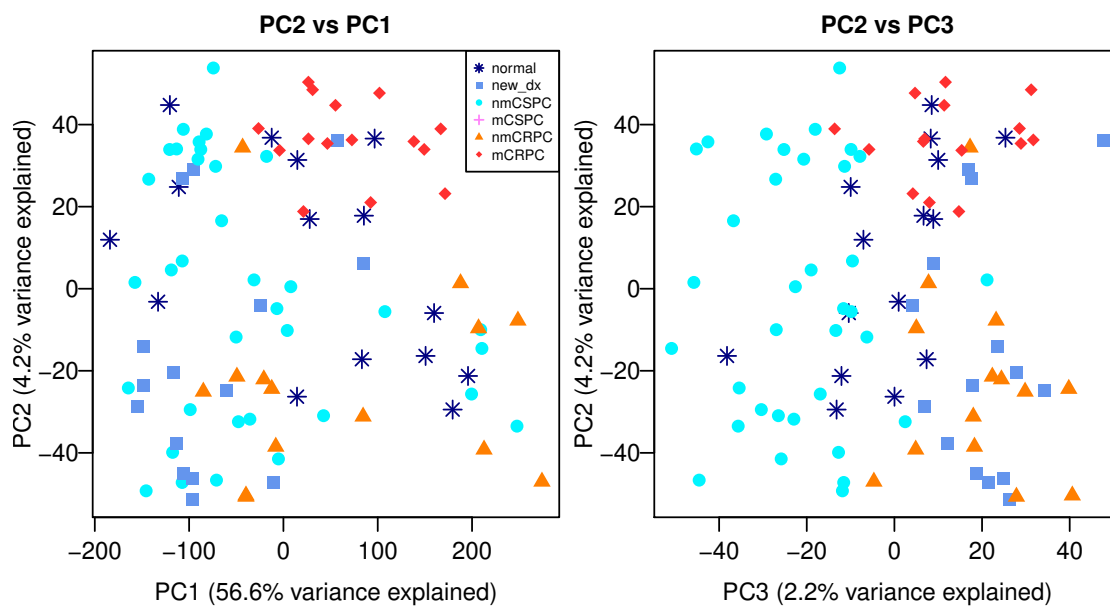 PC2 vs PC1
PC2 (4.2% variance explained)
40
20
0
−20
−40
−200
−100
0
100
200
PC1 (56.6% variance explained)
normal
new_dx
nmCSPC
mCSPC
nmCRPC
mCRPC
PC2 vs PC3
PC2 (4.2% variance explained)
40
20
0
−20
−40
−40
−20
0
20
40
PC3 (2.2% variance explained)